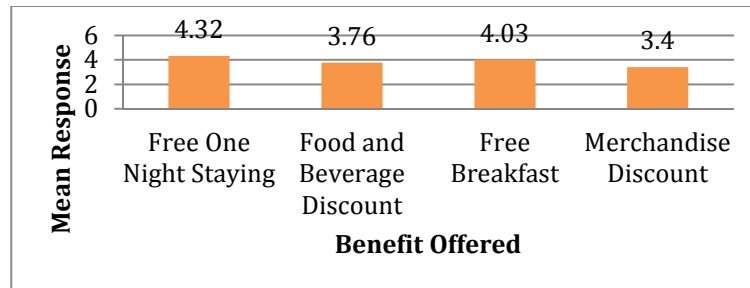 Mean Response
6
4
2
0
4.32
3.76
4.03
3.4
Free One
Night Staying
Food and
Beverage
Discount
Free
Breakfast
Merchandise
Discount
Benefit Offered